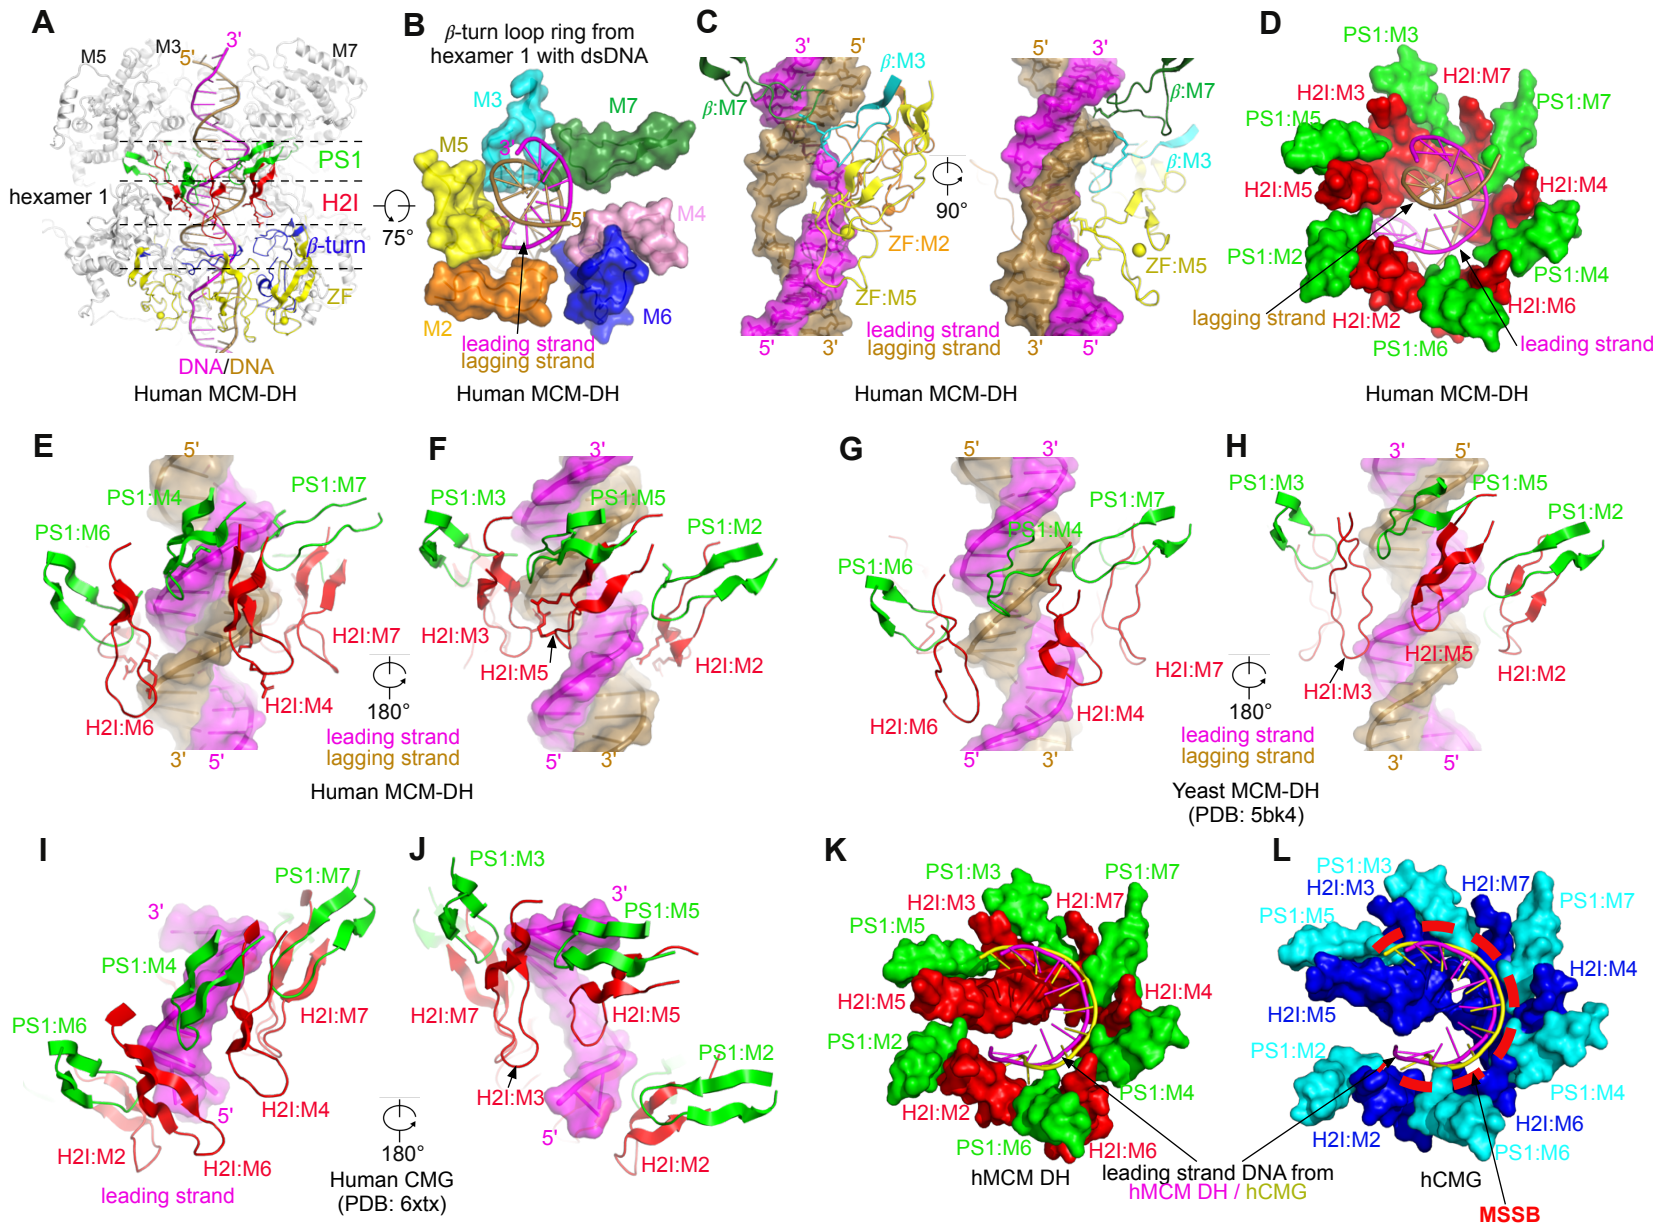 A
M5
M3
5'
3'
M7
PS1
hexamer 1
H2I
β-turn
ZF
DNA/DNA
Human MCM-DH
75°
B
β-turn loop ring from
hexamer 1 with dsDNA
M3
M7
M5
3'
M4
5'
M2
M6
leading strand
lagging strand
Human MCM-DH
C
3'
5'
β:M3
β:M7
ZF:M2
ZF:M5
leading strand
5'
3'
lagging strand
90°
5'
3'
β:M7
β:M3
ZF:M5
3'
5'
Human MCM-DH
D
PS1:M3
H2I:M7
H2I:M3
PS1:M7
PS1:M5
H2I:M5
H2I:M4
PS1:M2
PS1:M4
H2I:M6
lagging strand
H2I:M2
PS1:M6
leading strand
Human MCM-DH
E
5'
PS1:M4
PS1:M7
PS1:M6
H2I:M7
H2I:M4
H2I:M6
3'
5'
180°
leading strand
lagging strand
Human MCM-DH
F
3'
PS1:M3
PS1:M5
PS1:M2
H2I:M3
H2I:M5
H2I:M2
5'
3'
G
5'
3'
PS1:M7
PS1:M4
PS1:M6
H2I:M7
H2I:M6
H2I:M4
5'
3'
180°
leading strand
lagging strand
Yeast MCM-DH
(PDB: 5bk4)
H
3'
5'
PS1:M3
PS1:M5
PS1:M2
H2I:M5
H2I:M2
H2I:M3
3'
5'
I
PS1:M7
3'
PS1:M4
PS1:M6
H2I:M7
H2I:M4
5'
H2I:M2
H2I:M6
leading strand
180°
Human CMG
(PDB: 6xtx)
J
PS1:M3
3'
PS1:M5
H2I:M7
H2I:M5
PS1:M2
H2I:M3
5'
H2I:M2
K
PS1:M3
PS1:M7
H2I:M3
H2I:M7
PS1:M5
H2I:M5
H2I:M4
PS1:M2
PS1:M4
H2I:M2
PS1:M6
H2I:M6
hMCM DH
leading strand DNA from
hMCM DH / hCMG
L
PS1:M3
H2I:M3
H2I:M7
PS1:M5
PS1:M7
H2I:M4
H2I:M5
PS1:M2
PS1:M4
H2I:M6
H2I:M2
PS1:M6
hCMG
MSSB